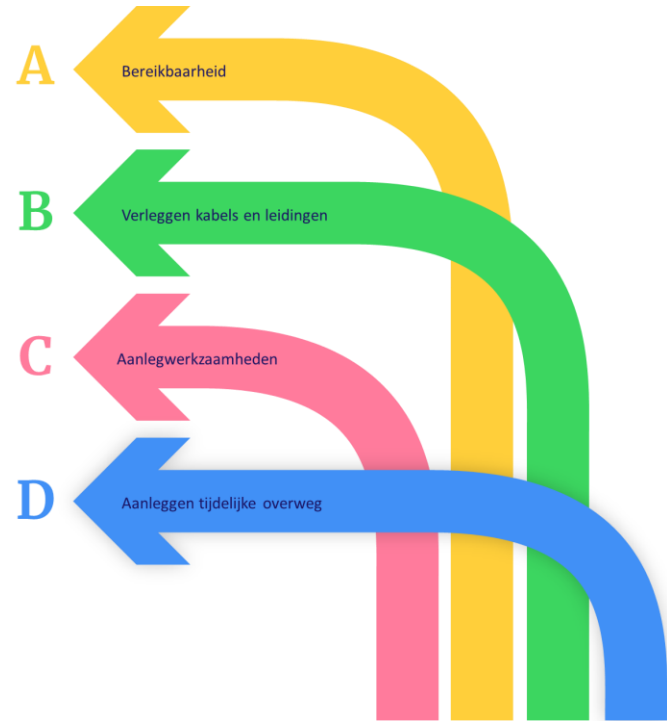 A
Bereikbaarheid
B
Verleggen kabels en leidingen
C
Aanlegwerkzaamheden
D
Aanleggen tijdelijke overweg